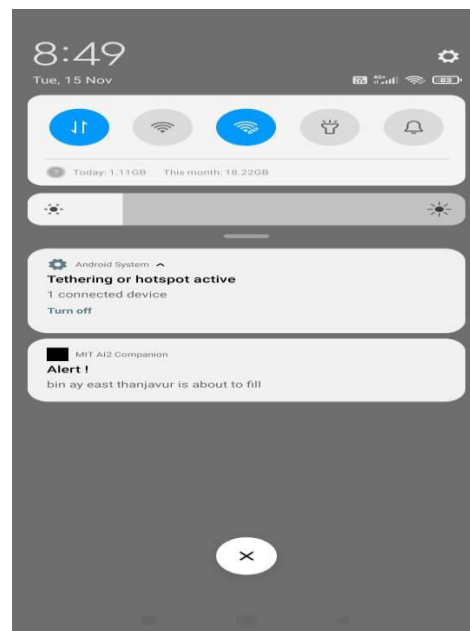 8:49
Tue, 15 Nov
4G+
Today: 1.11GB This month: 18.22GB
Android System
Tethering or hotspot active
1 connected device
Turn off
MIT AI2 Companion
Alert !
bin ay east thanjavur is about to fill